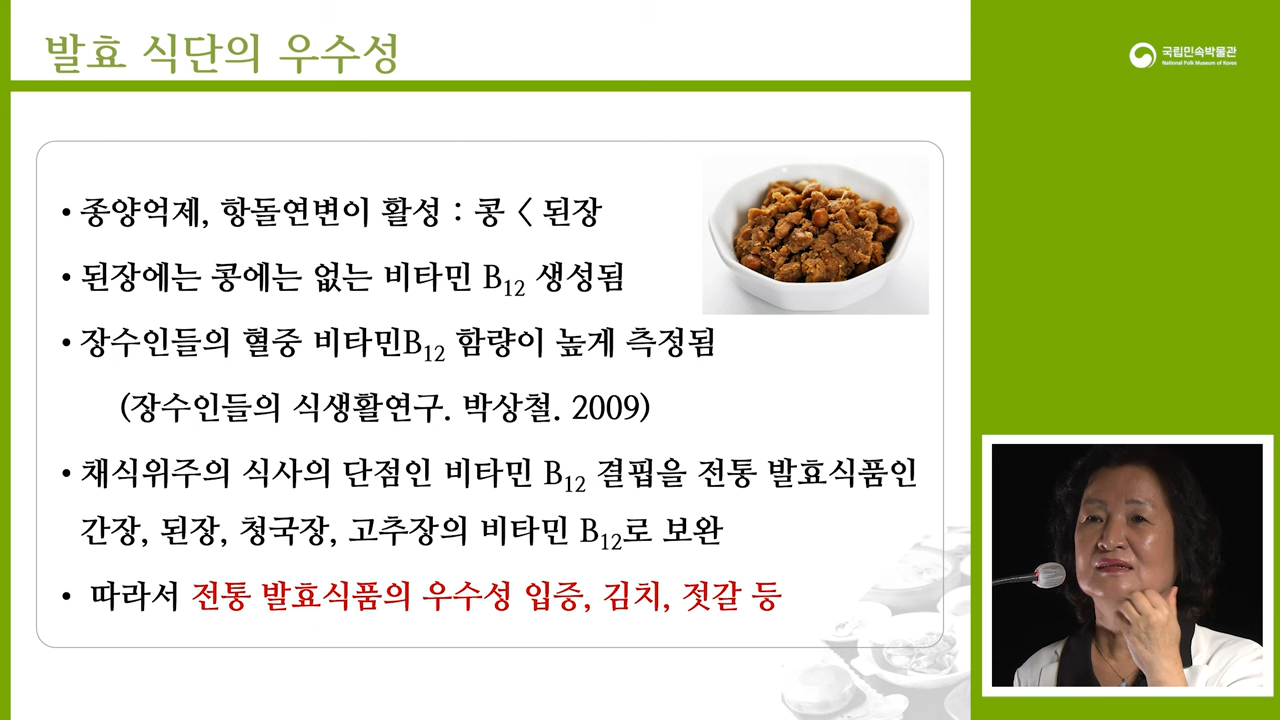 발효 식단의 우수성
국립민속박물관
National Folk Museum of Korea
• 종양억제, 항돌연변이 활성 : 콩 < 된장
• 된장에는 콩에는 없는 비타민 B₁₂ 생성됨
• 장수인들의 혈중 비타민B₁₂ 함량이 높게 측정됨
(장수인들의 식생활연구. 박상철. 2009)
• 채식위주의 식사의 단점인 비타민 B₁₂ 결핍을 전통 발효식품인
간장, 된장, 청국장, 고추장의 비타민 B₁₂로 보완
• 따라서 전통 발효식품의 우수성 입증, 김치, 젓갈 등